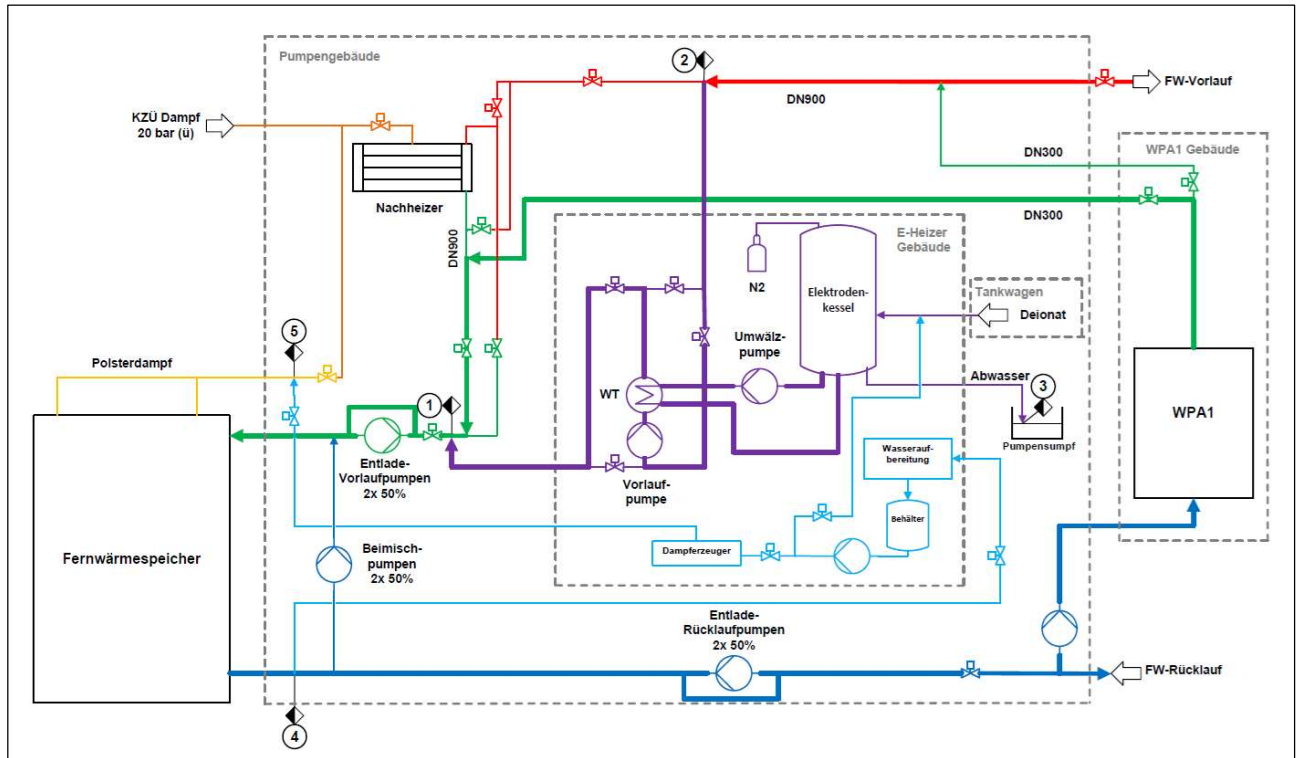 Pumpengebäude
2
FW-Vorlauf
DN900
KZÜ Dampf
20 bar (ü)
WPA1 Gebäude
DN300
Nachheizer
DN300
E-Heizer
Gebäude
DN900
N2
Elektroden-
kessel
Tankwagen
Deionat
5
Umwälz-
pumpe
Polsterdampf
WT
Abwasser
3
1
WPA1
Pumpensumpf
Wasserauf-
bereitung
Entlade-
Vorlaufpumpen
2x 50%
Vorlauf-
pumpe
Behälter
Dampferzeuger
Fernwärmespeicher
Beimisch-
pumpen
2x 50%
Entlade-
Rücklaufpumpen
2x 50%
FW-Rücklauf
4